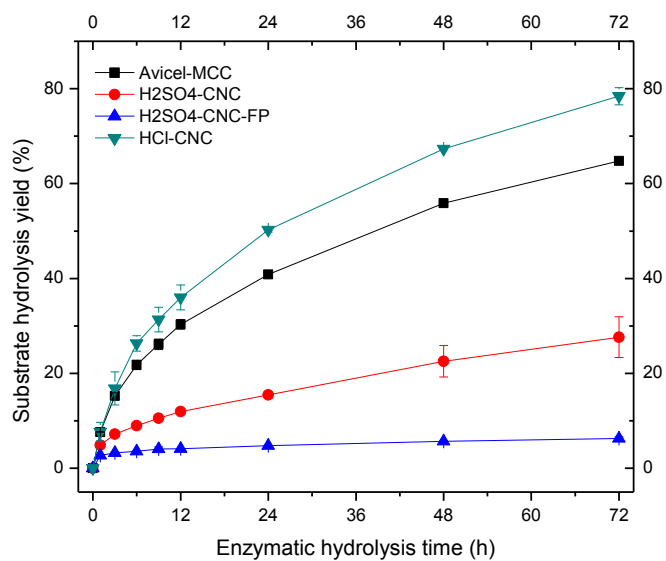 0 12 24 36 48 60 72
Avicel-MCC
H2SO4-CNC
H2SO4-CNC-FP
HCl-CNC
80 80
60 60
40 40
20 20
0 0
Substrate hydrolysis yield (%)
0 12 24 36 48 60 72
Enzymatic hydrolysis time (h)